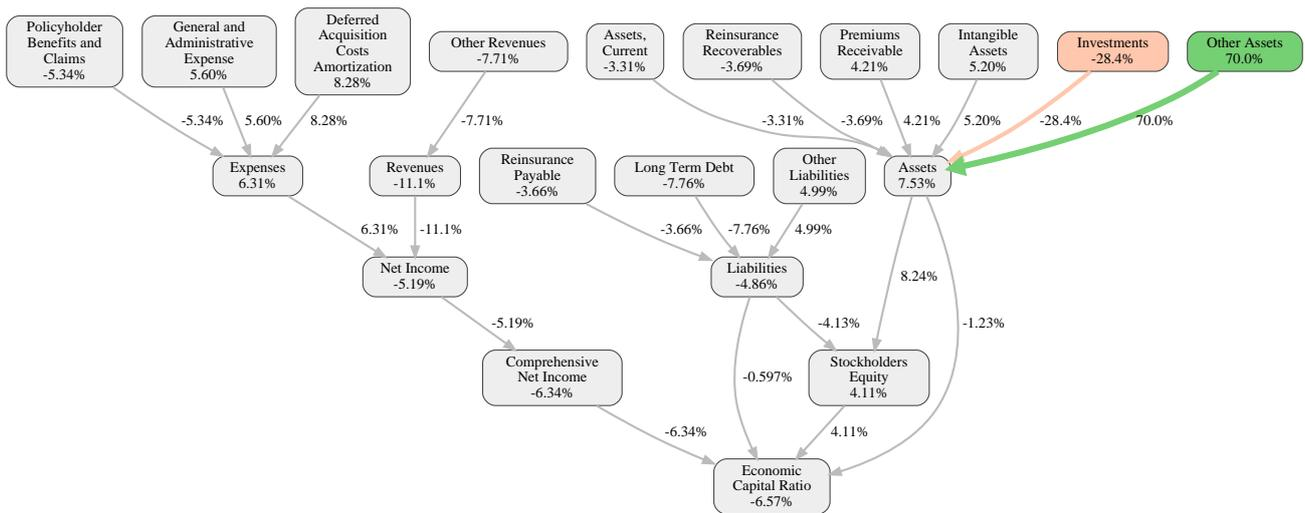 Policyholder
Benefits and
Claims
-5.34%
General and
Administrative
Expense
5.60%
Deferred
Acquisition
Costs
Amortization
8.28%
Other Revenues
-7.71%
Assets,
Current
-3.31%
Reinsurance
Recoverables
-3.69%
Premiums
Receivable
4.21%
Intangible
Assets
5.20%
Investments
-28.4%
Other Assets
70.0%
-5.34%
5.60%
8.28%
-7.71%
-3.31%
-3.69%
4.21%
5.20%
-28.4%
70.0%
Expenses
6.31%
Revenues
-11.1%
Reinsurance
Payable
-3.66%
Long Term Debt
-7.76%
Other
Liabilities
4.99%
Assets
7.53%
6.31%
-11.1%
-3.66%
-7.76%
4.99%
Net Income
-5.19%
Liabilities
-4.86%
8.24%
-5.19%
-4.13%
-1.23%
Comprehensive
Net Income
-6.34%
-0.597%
Stockholders
Equity
4.11%
-6.34%
4.11%
Economic
Capital Ratio
-6.57%